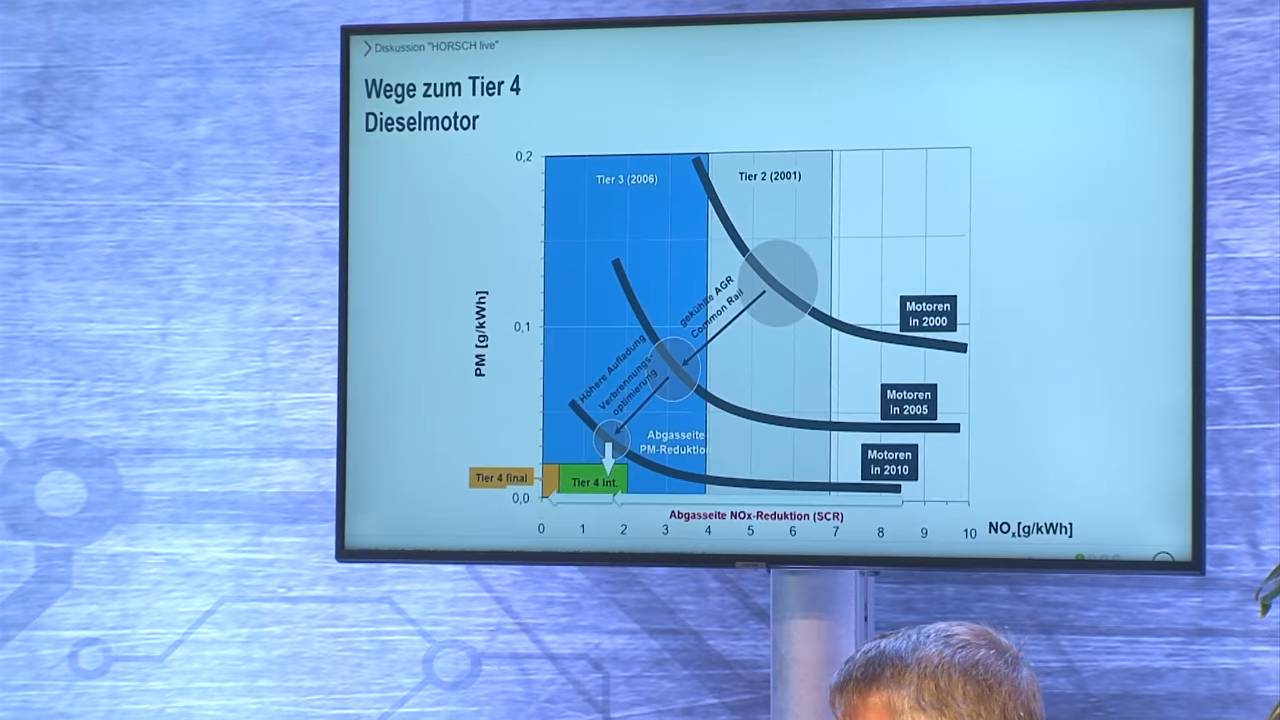 Diskussion "HORSCH live"
Wege zum Tier 4
Dieselmotor
0,2
Tier 3 (2006)
Tier 2 (2001)
gekühlte AGR
Common Rail
Motoren
in 2000
0,1
PM [g/kWh]
Höhere Aufladung
Verbrennungs-
optimierung
Motoren
in 2005
Abgasseite
PM-Reduktion
Motoren
in 2010
Tier 4 final
Tier 4 int.
0,0
Abgasseite NOx-Reduktion (SCR)
0 1 2 3 4 5 6 7 8 9 10
NOx[g/kWh]